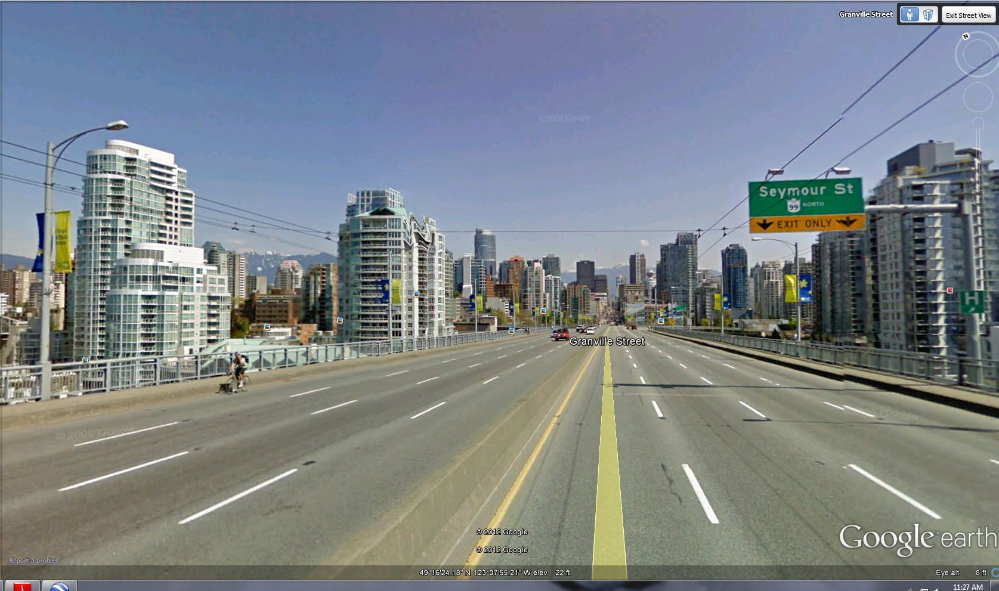 Granville Street
Exit Street View
N
©2009 Google
Seymour St
99 NORTH
EXIT ONLY
H
Granville Street
© 2009 Google
© 2009 Google
© 2012 Google
© 2012 Google
Google earth
Report a problem
49°16'24.18" N 123°07'55.21" W elev 22 ft
Eye alt 8 ft
11:27 AM